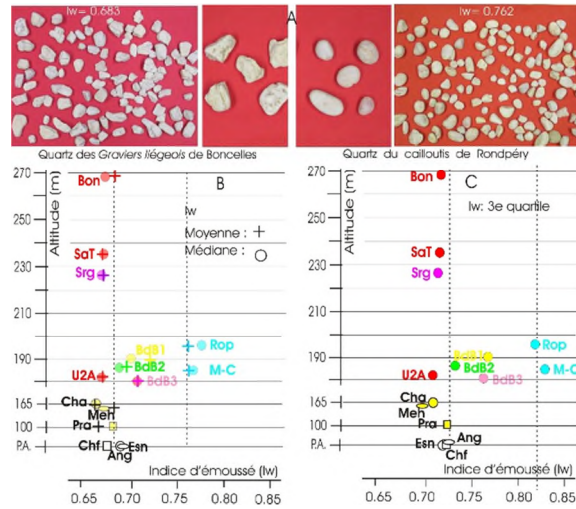 Iw= 0.683
A
Iw= 0.762
Quartz des Graviers liégeois de Boncelles
Quartz du cailloutis de Rondpéry
Altitude (m)
270
250
230
210
190
165
100
P.A.
B
Iw
Moyenne : +
Médiane : O
Bon
SaT
Srg
BdB1
BdB2
BdB3
Rop
M-C
U2A
Cha
Men
Pra
Chf
Esn
Ang
Indice d'émoussé (Iw)
0.65
0.70
0.75
0.80
0.85
Altitude (m)
270
250
230
210
190
165
100
P.A.
C
Iw: 3e quartile
Bon
SaT
Srg
BdB1
BdB2
BdB3
Rop
M-C
U2A
Cha
Men
Pra
Esn
Ang
Chf
Indice d'émoussé (Iw)
0.65
0.70
0.75
0.80
0.85